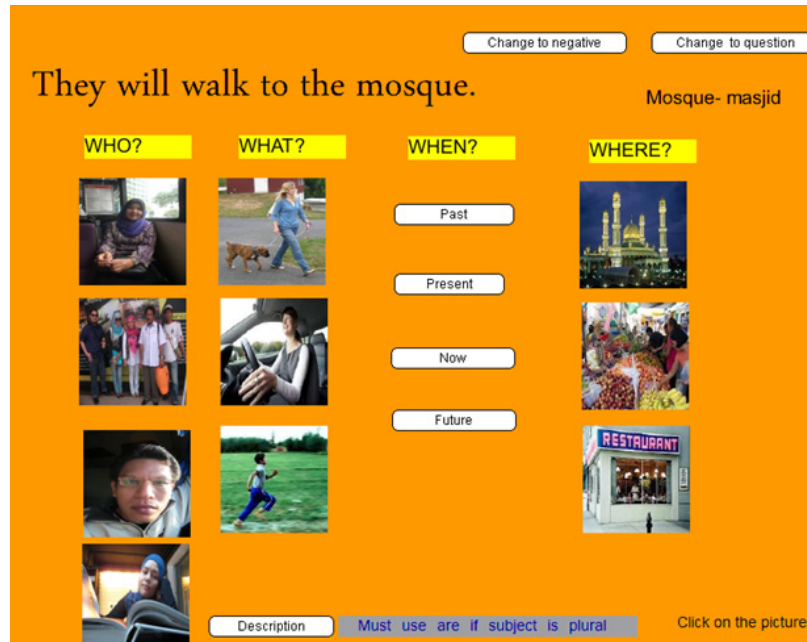 Change to negative
Change to question
They will walk to the mosque.
Mosque- masjid
WHO?
WHAT?
WHEN?
WHERE?
Past
Present
Now
Future
RESTAURANT
Description
Must use are if subject is plural
Click on the picture